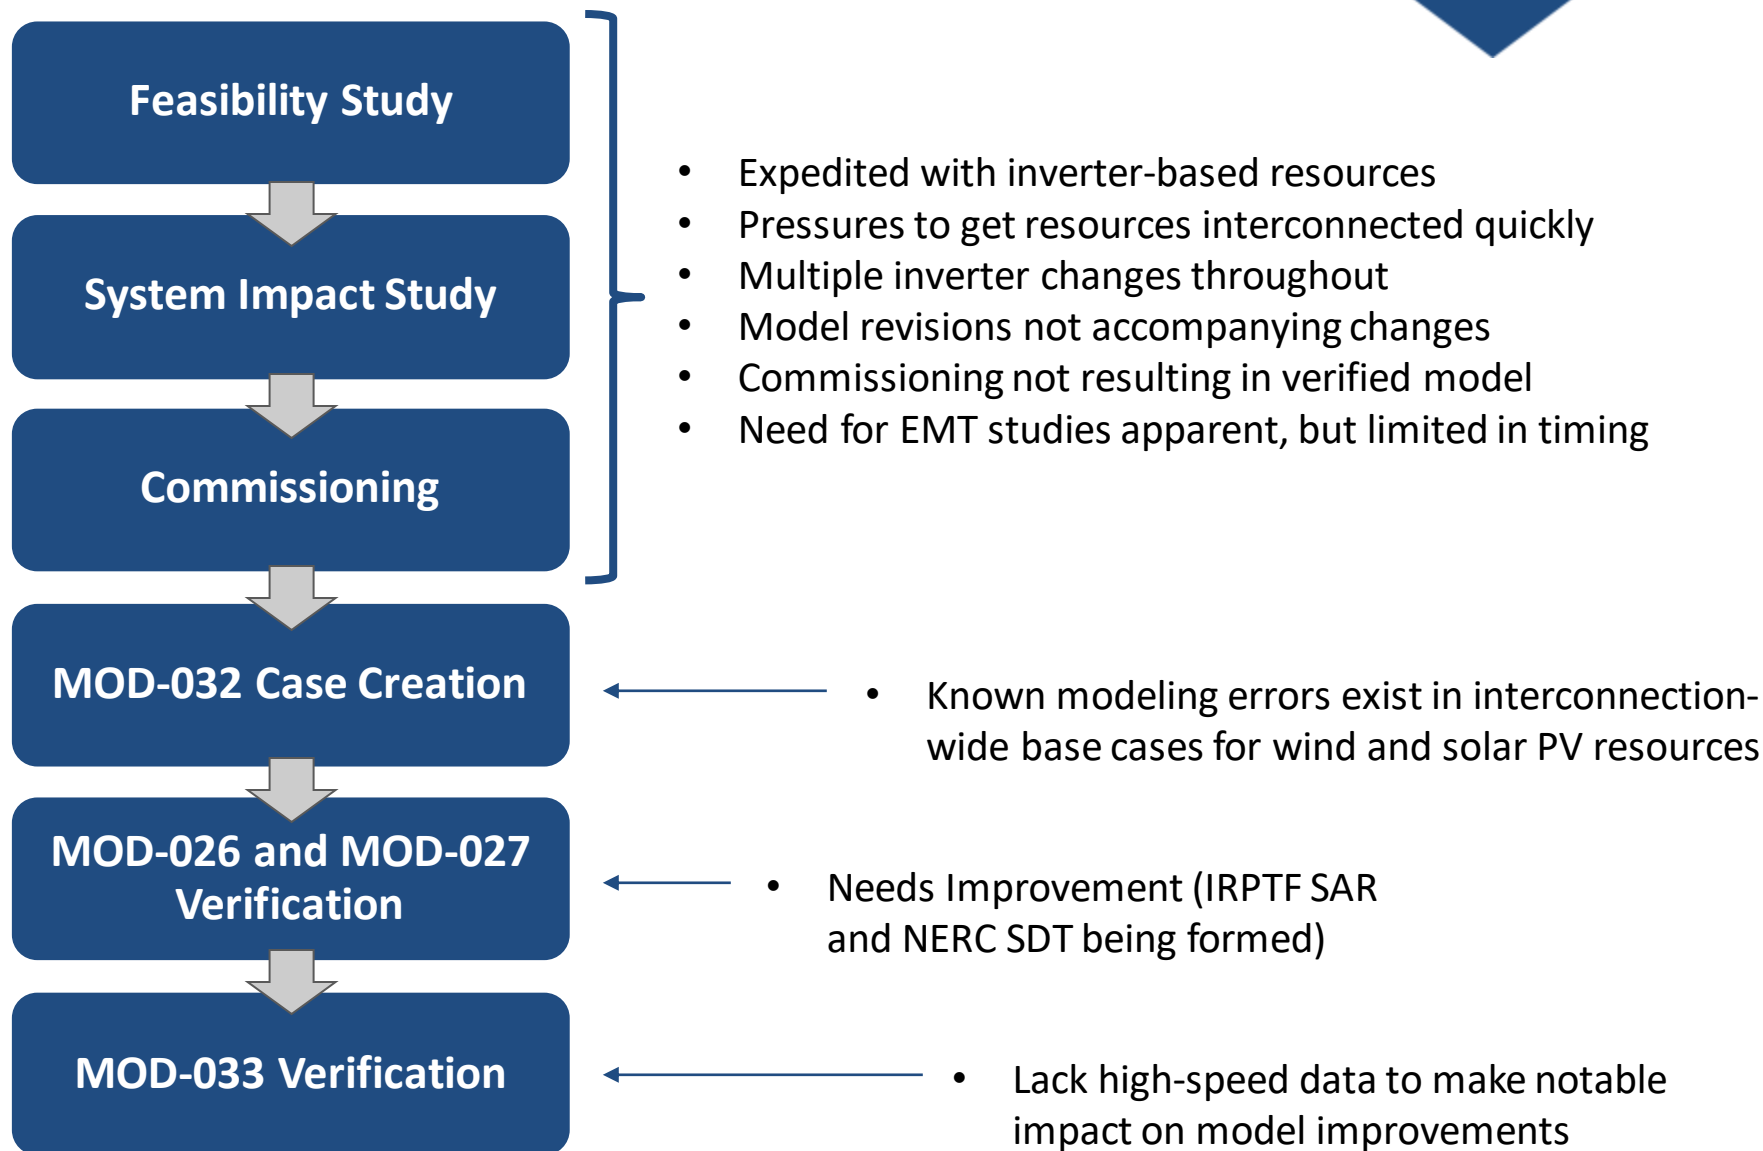 Feasibility Study
System Impact Study
Commissioning
• Expedited with inverter-based resources
• Pressures to get resources interconnected quickly
• Multiple inverter changes throughout
• Model revisions not accompanying changes
• Commissioning not resulting in verified model
• Need for EMT studies apparent, but limited in timing
MOD-032 Case Creation
• Known modeling errors exist in interconnection-
wide base cases for wind and solar PV resources
MOD-026 and MOD-027
Verification
• Needs Improvement (IRPTF SAR
and NERC SDT being formed)
MOD-033 Verification
• Lack high-speed data to make notable
impact on model improvements